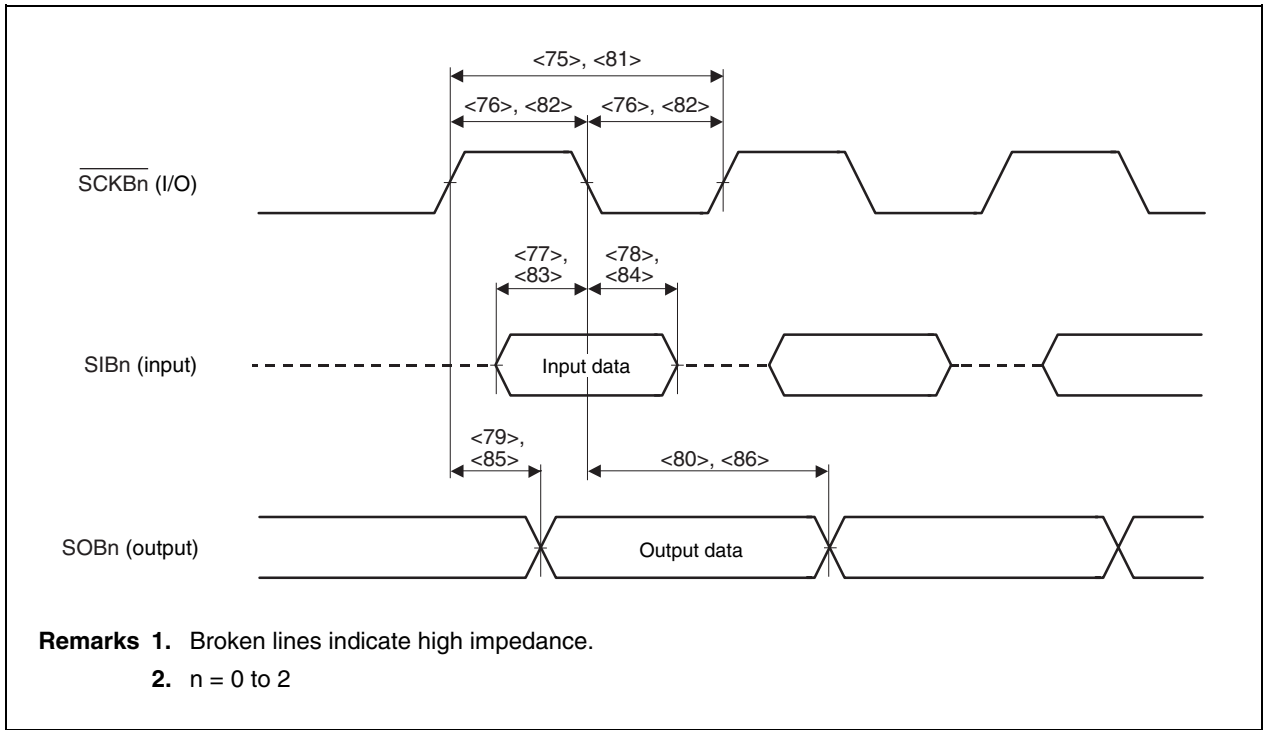 <75>, <81>
<76>, <82> <76>, <82>
SCKBn (I/O)
<77>,
<83>
<78>,
<84>
SIBn (input)
Input data
<79>,
<85>
<80>, <86>
SOBn (output)
Output data
Remarks 1. Broken lines indicate high impedance.
2. n = 0 to 2